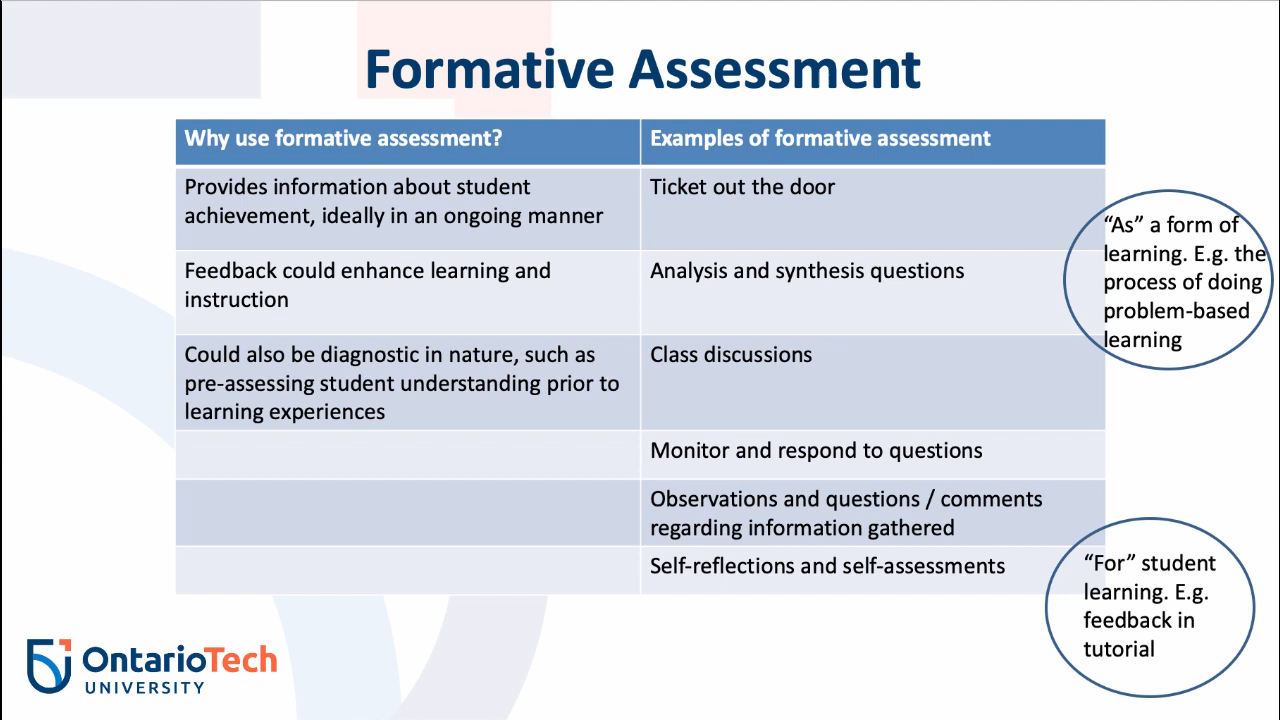 Formative Assessment
Why use formative assessment?
Examples of formative assessment
Provides information about student
achievement, ideally in an ongoing manner
Ticket out the door
Feedback could enhance learning and
instruction
Analysis and synthesis questions
Could also be diagnostic in nature, such as
pre-assessing student understanding prior to
learning experiences
Class discussions
Monitor and respond to questions
Observations and questions / comments
regarding information gathered
Self-reflections and self-assessments
“As” a form of
learning. E.g. the
process of doing
problem-based
learning
“For” student
learning. E.g.
feedback in
tutorial
OntarioTech
UNIVERSITY